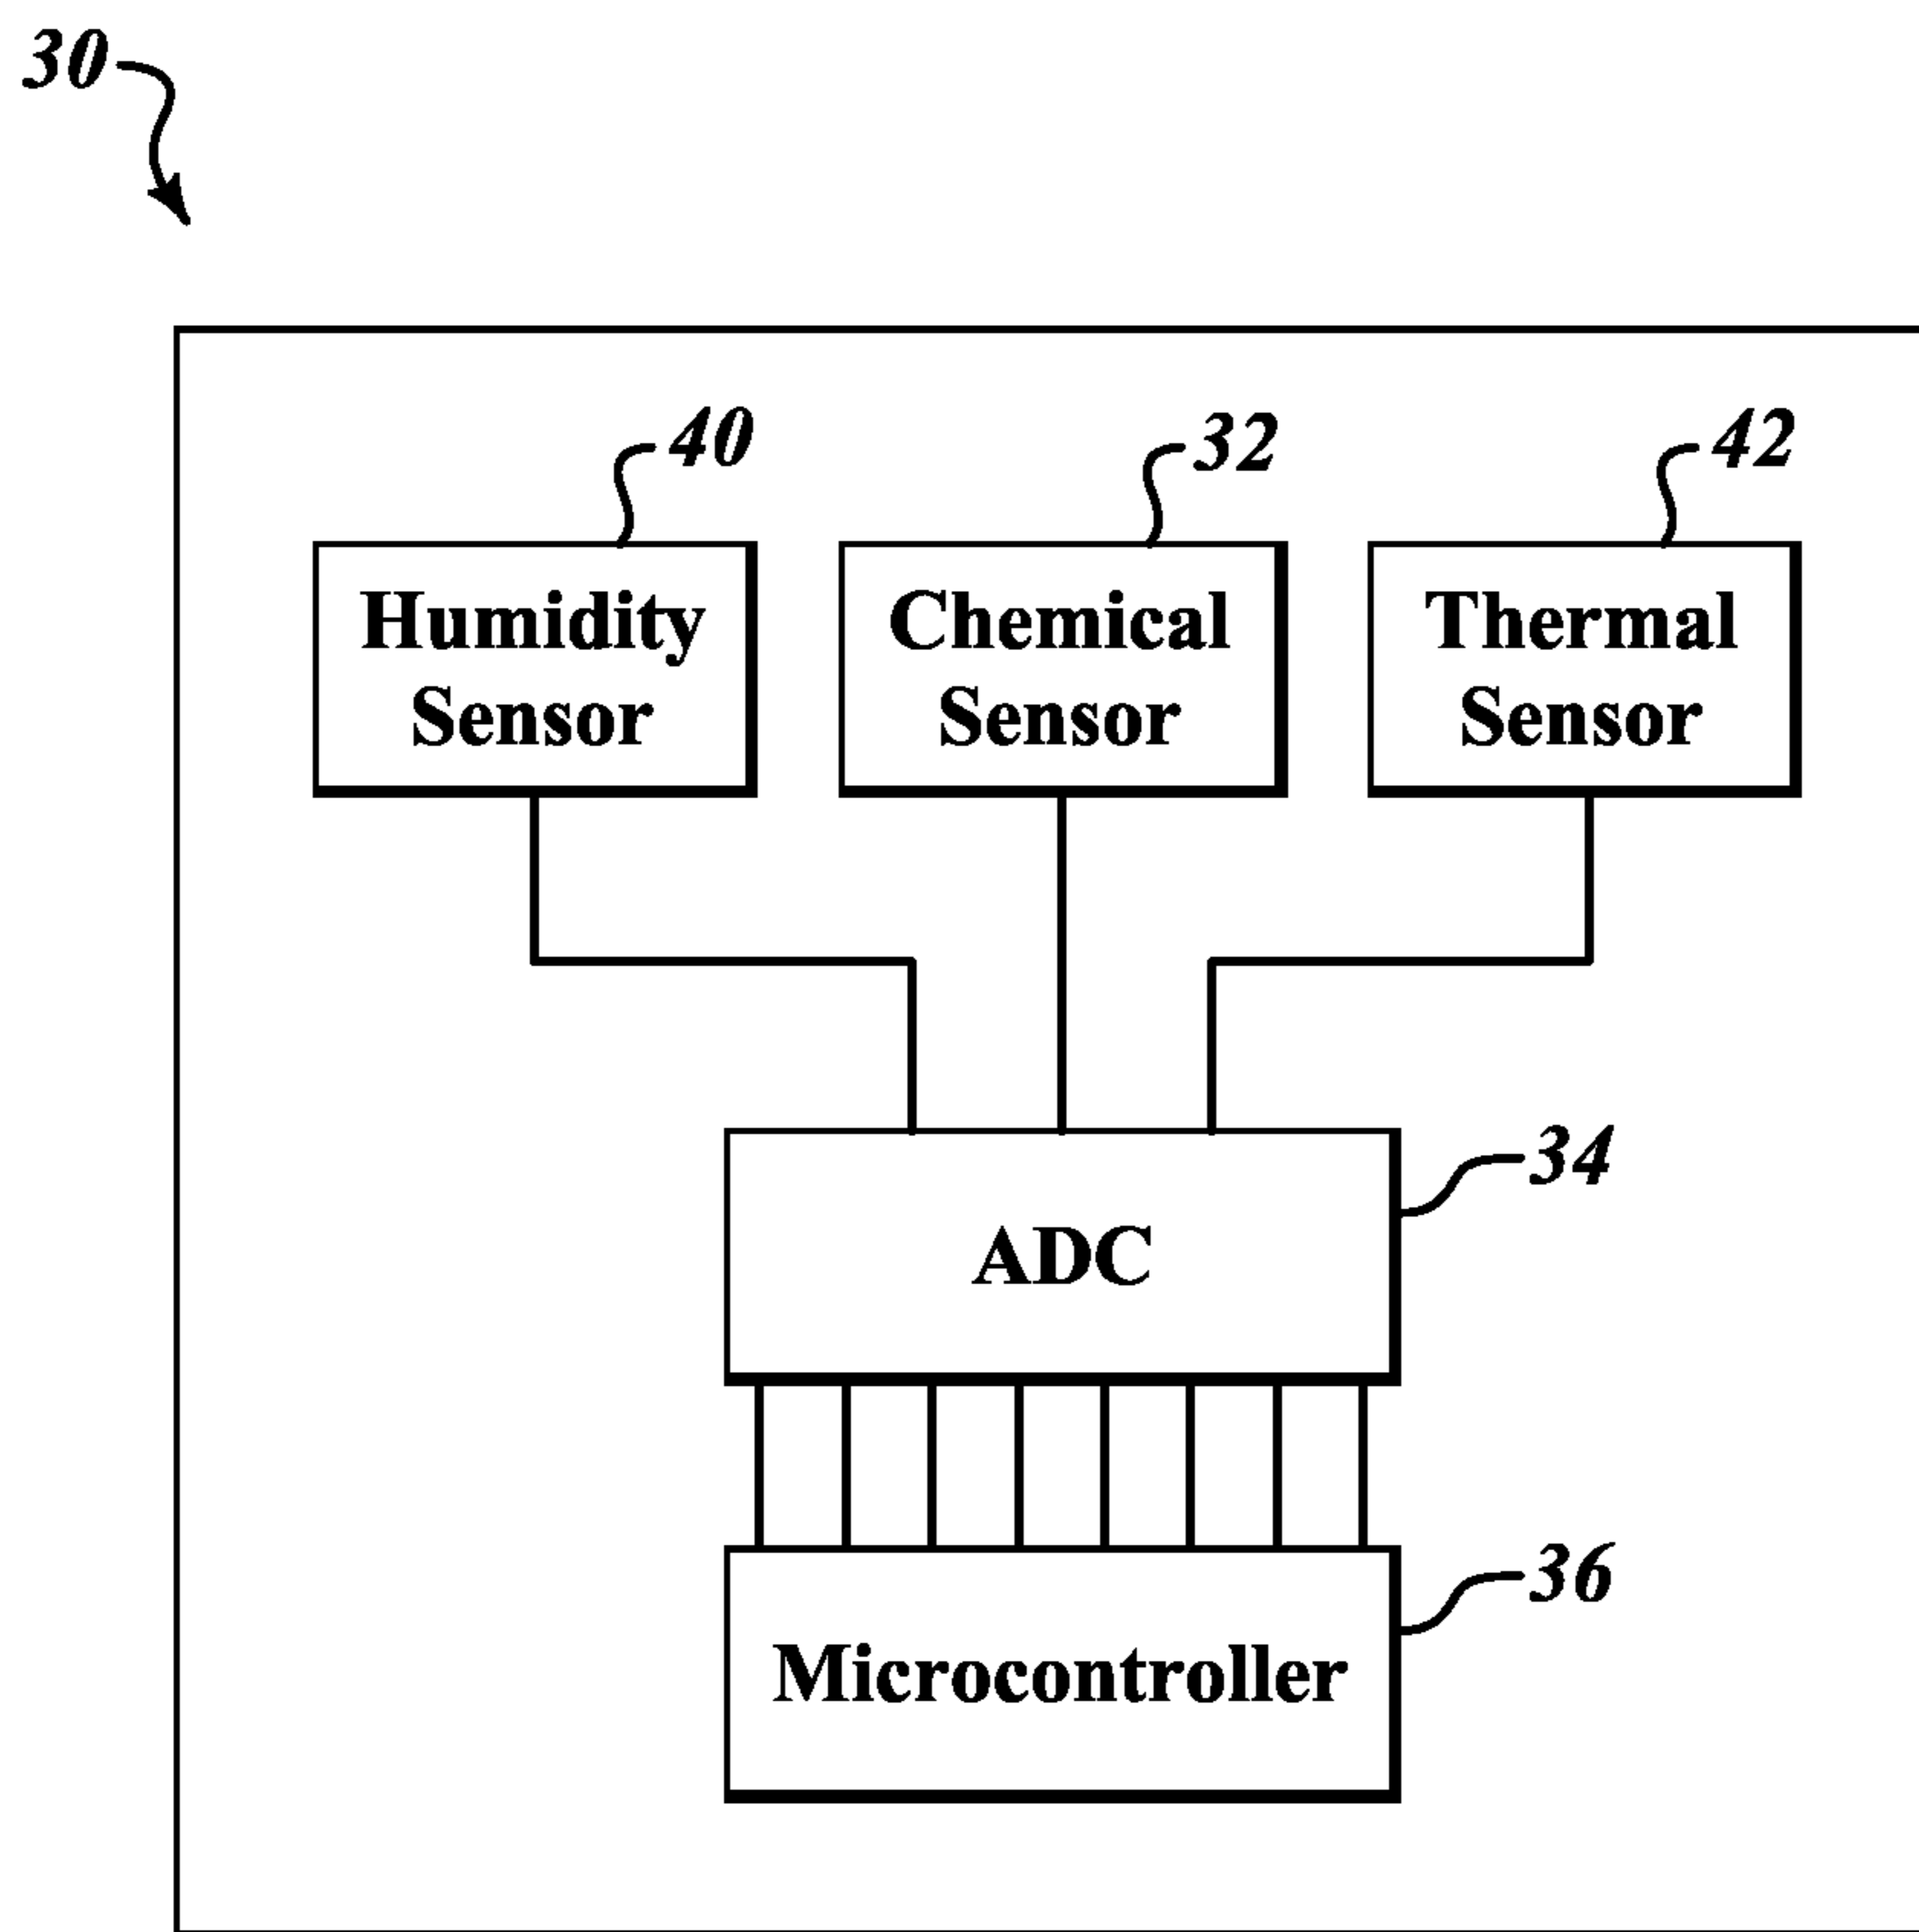 30
40
32
42
Humidity
Sensor
Chemical
Sensor
Thermal
Sensor
34
ADC
36
Microcontroller